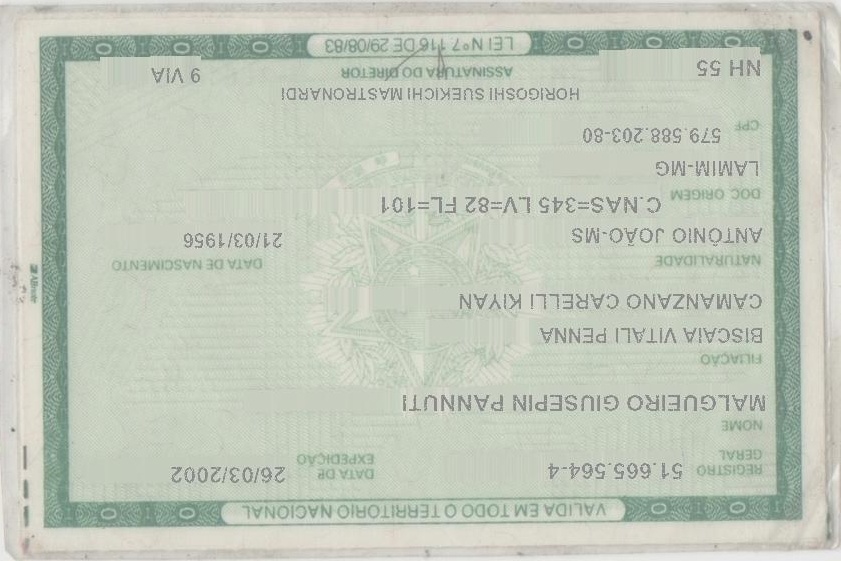 VALIDA EM TODO O TERRITORIO NACIONAL
REGISTRO GERAL 51.665.564-4 DATA DE EXPEDIÇÃO 26/03/2002
NOME
MALGUEIRO GIUSEPIN PANNUTI
FILIAÇÃO
BISCAIA VITALI PENNA
CAMANZANO CARELLI KIYAN
NATURALIDADE DATA DE NASCIMENTO
ANTÔNIO JOÃO-MS 21/03/1956
DOC ORIGEM C.NAS=345 LV=82 FL=101
LAMIM-MG
CPF 579.588.203-80
HORIGOSHI SUEKICHI MASTRONARDI
NH 55 ASSINATURA DO DIRETOR 9 VIA
LEI Nº 7.116 DE 29/08/83